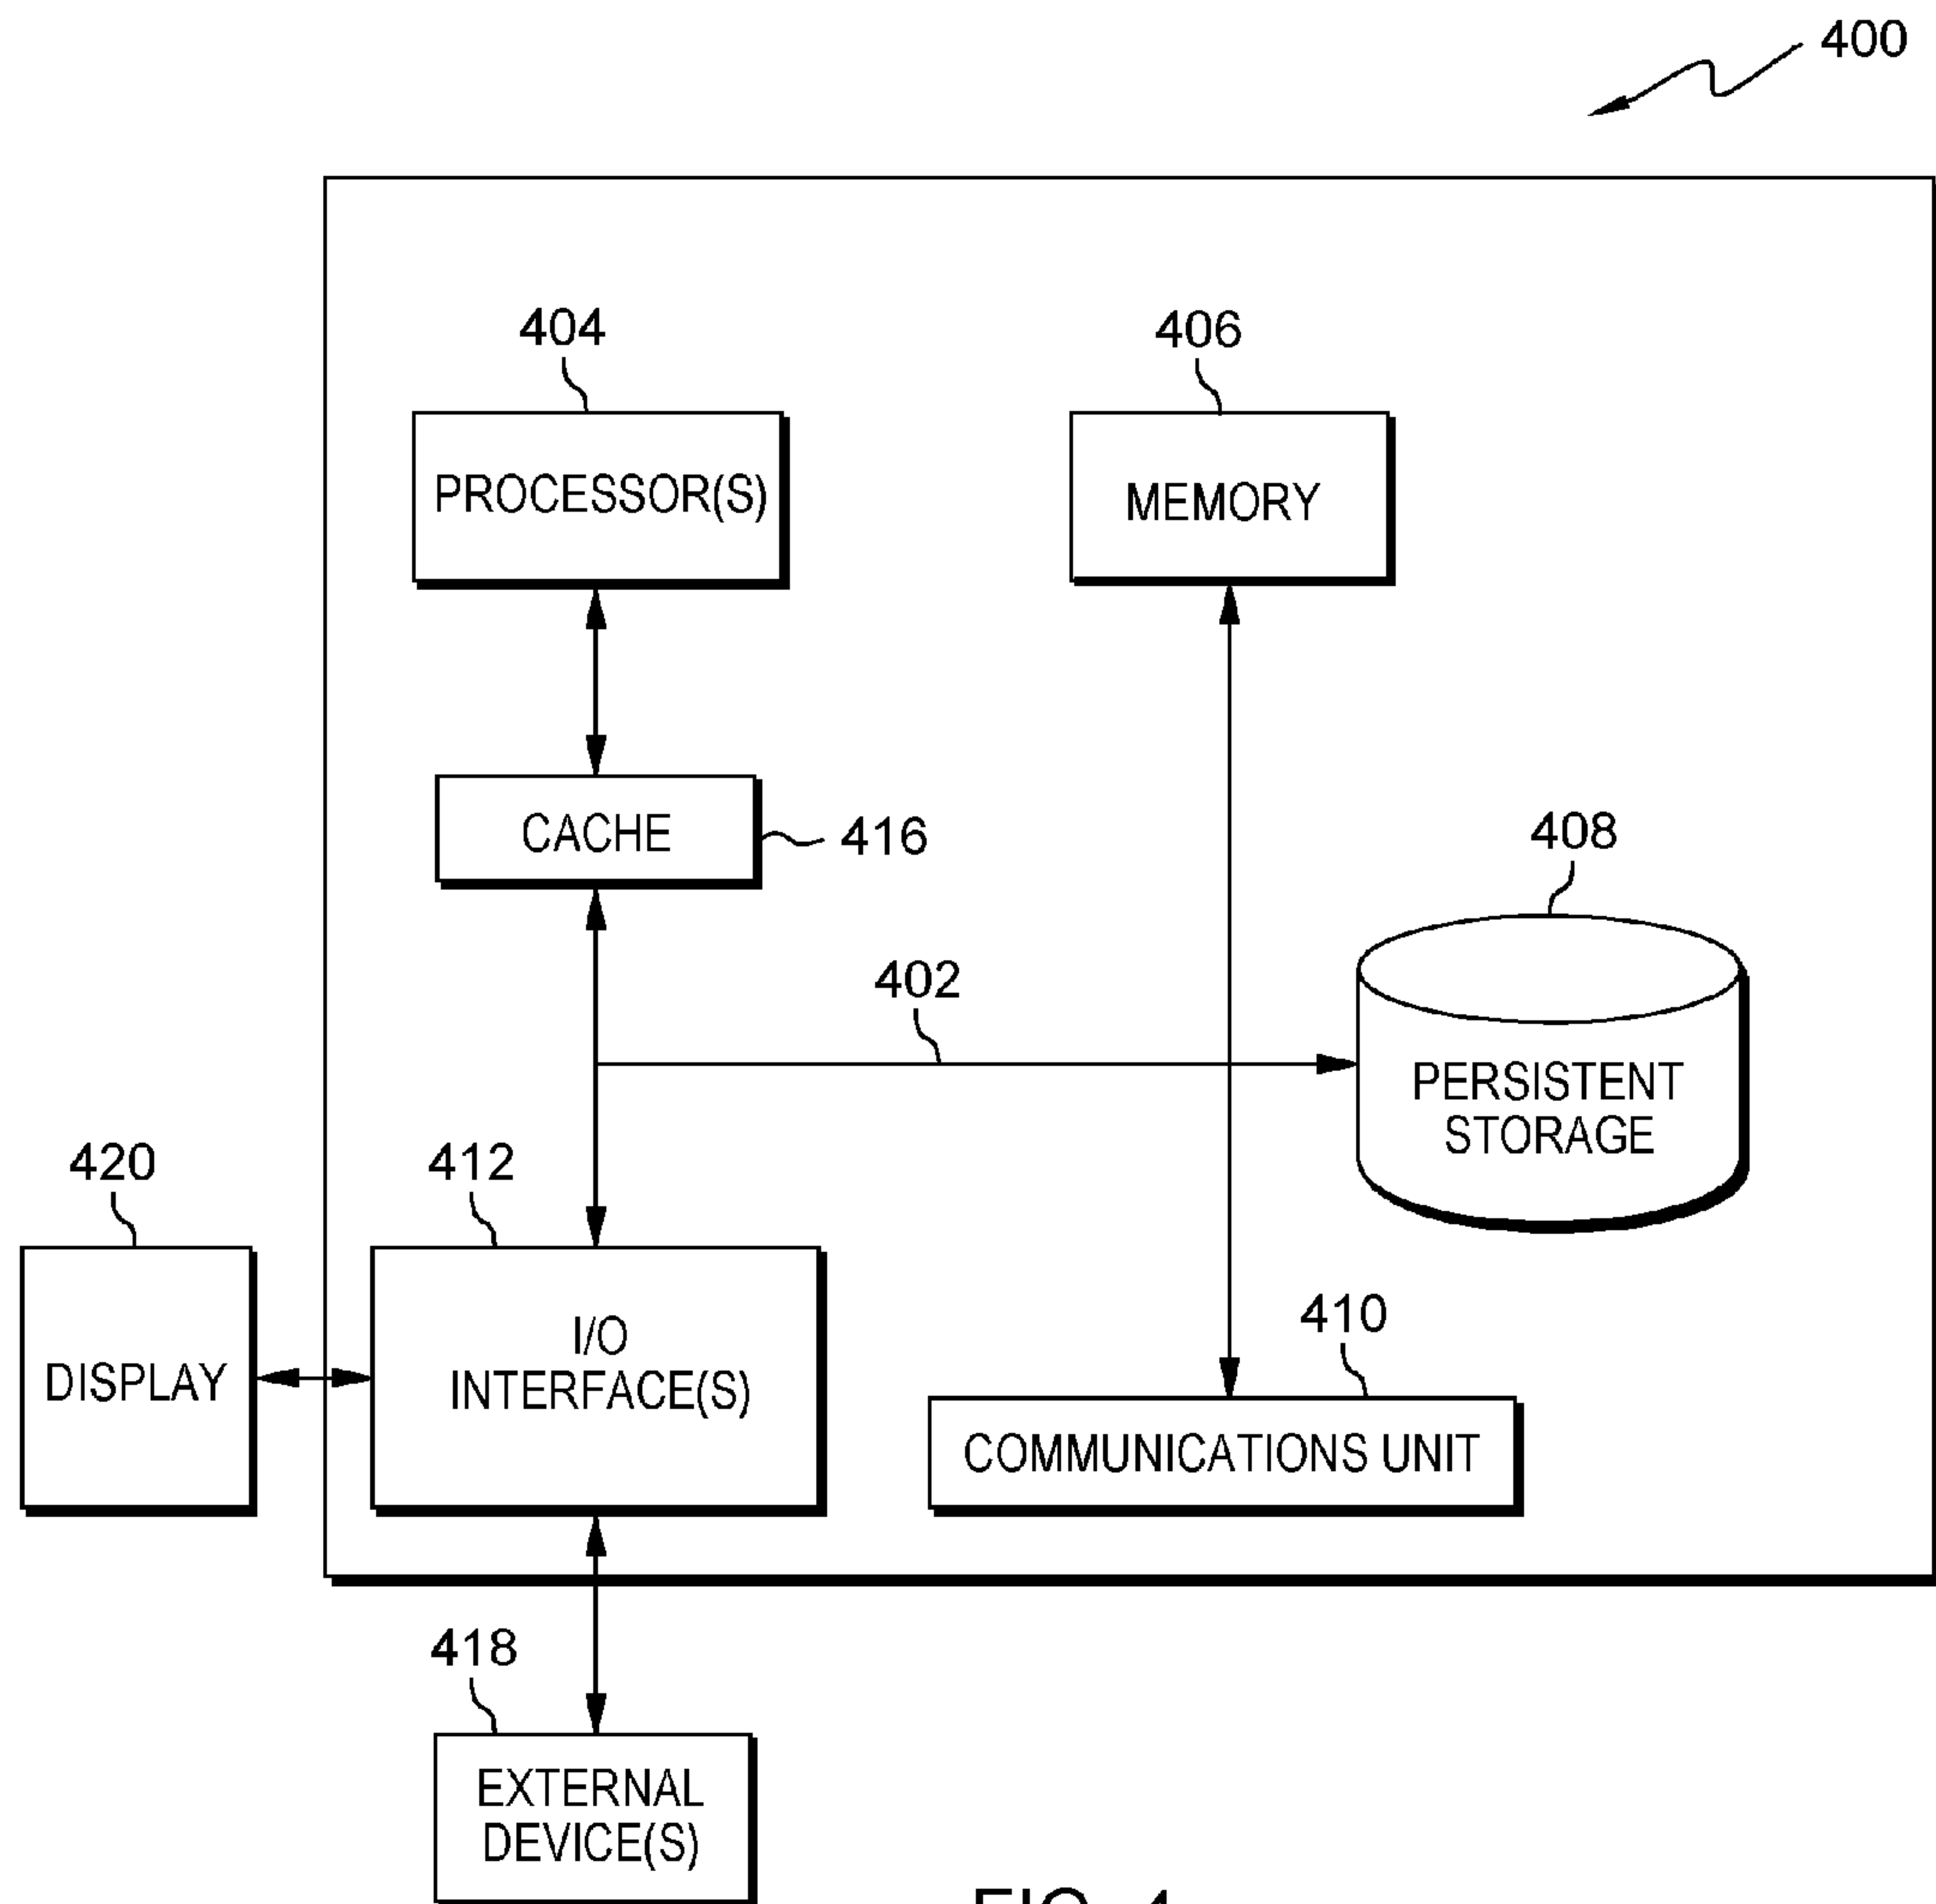 400
404
406
PROCESSOR(S)
MEMORY
CACHE
416
408
402
PERSISTENT
STORAGE
420
412
410
DISPLAY
I/O
INTERFACE(S)
COMMUNICATIONS UNIT
418
EXTERNAL
DEVICE(S)